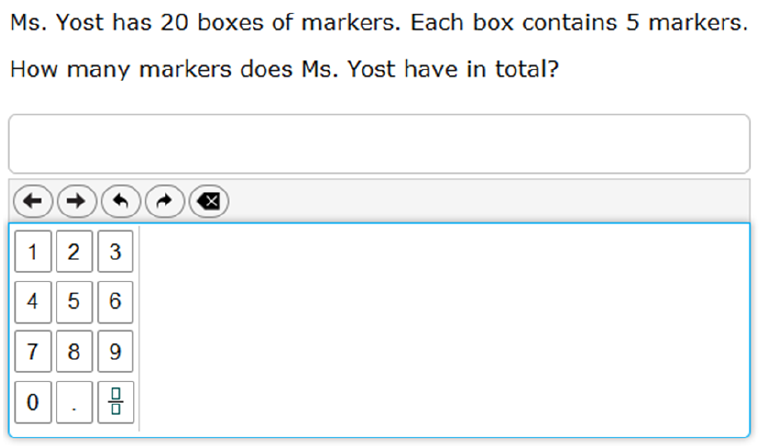 Ms. Yost has 20 boxes of markers. Each box contains 5 markers.
How many markers does Ms. Yost have in total?
1 2 3
4 5 6
7 8 9
0 .